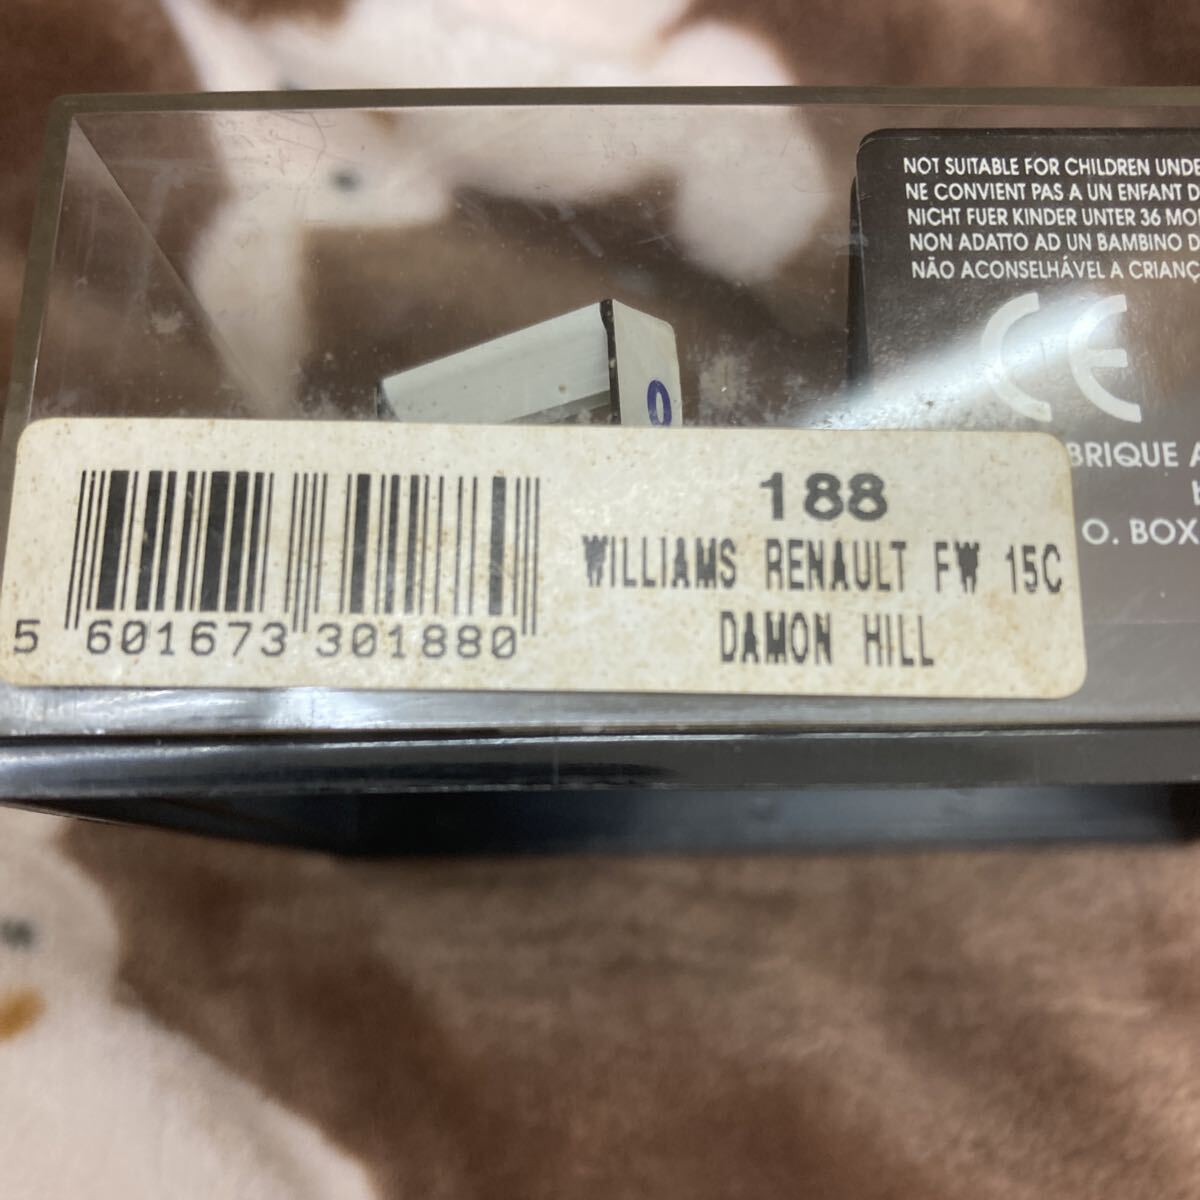 NOT SUITABLE FOR CHILDREN UNDE
NE CONVIENT PAS A UN ENFANT D
NICHT FUER KINDER UNTER 36 MO
NON ADATTO AD UN BAMBINO D
NÃO ACONSELHÁVEL A CRIANÇ
CE
BRIQUE A
O. BOX
188
WILLIAMS RENAULT FW 15C
DAMON HILL
5 601673 301880
0